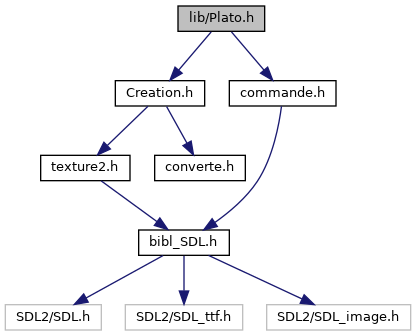 lib/Plato.h
Creation.h
commande.h
texture2.h
converte.h
bibl_SDL.h
SDL2/SDL.h
SDL2/SDL_ttf.h
SDL2/SDL_image.h